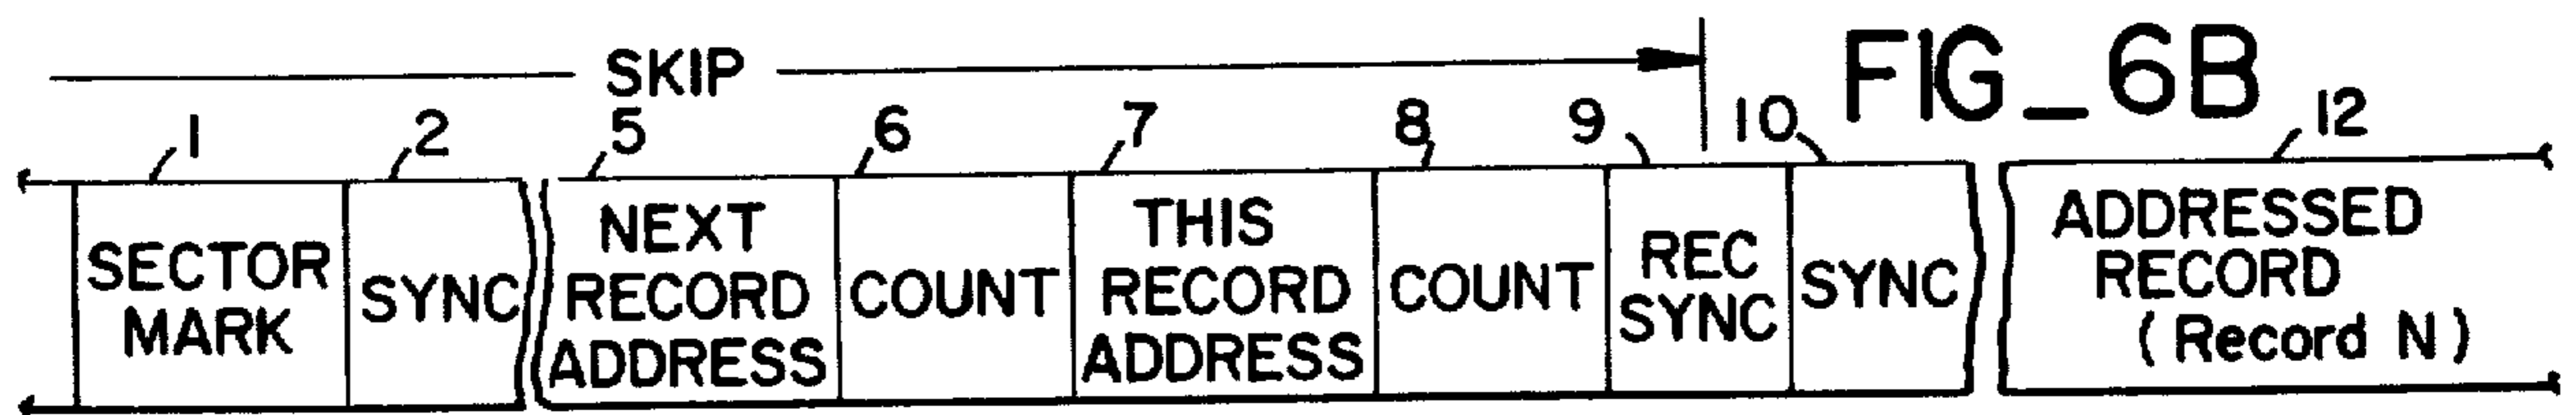 SKIP
FIG_6B
1 2 5 6 7 8 9 10 12
SECTOR
MARK
SYNC
NEXT
RECORD
ADDRESS
COUNT
THIS
RECORD
ADDRESS
COUNT
REC
SYNC
SYNC
ADDRESSED
RECORD
(Record N)